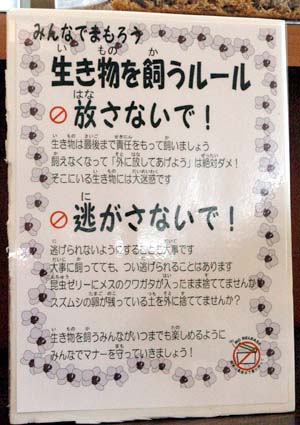 みんなでまもろう
生き物を飼うルール
放さないで！
生き物は最後まで責任をもって飼いましょう
飼えなくなって「外に放してあげよう」は絶対ダメ！
そこにいる生き物には大迷惑です
逃がさないで！
逃げられないようにすることも大事です
大事に飼ってても、つい逃げられることはあります
昆虫ゼリーにメスのクワガタが入ったまま捨ててませんか？
スズムシの卵が残っている土を外に捨ててませんか？
生き物を飼うみんながいつまでも楽しめるように
みんなでマナーを守っていきましょう！
NO RELEASE